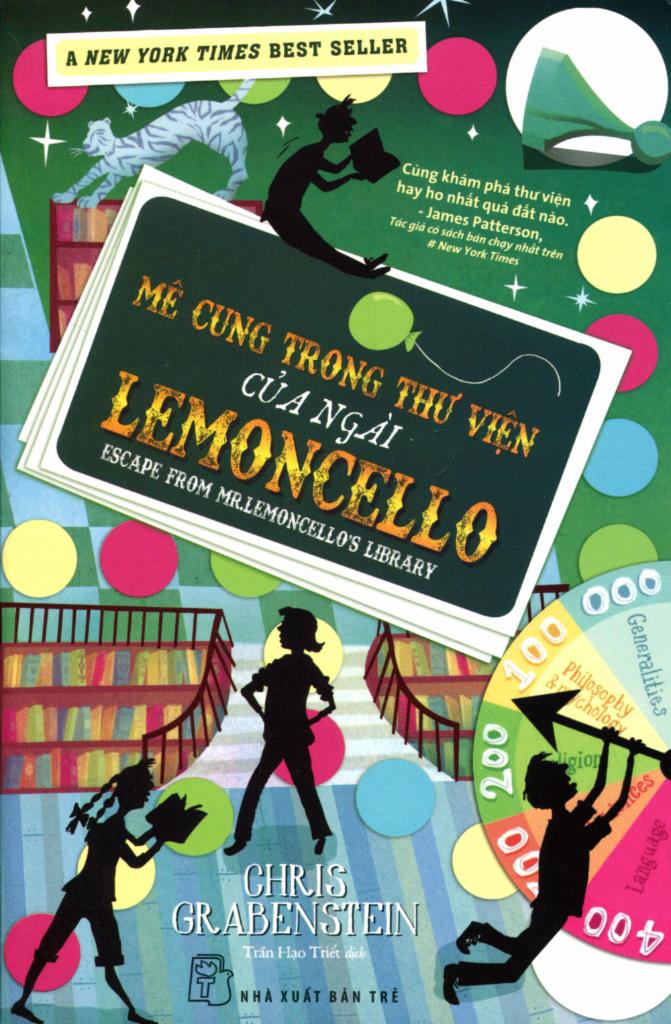 A NEW YORK TIMES BEST SELLER
Cùng khám phá thư viện
hay ho nhất quả đất nào.
- James Patterson,
Tác giả có sách bán chạy nhất trên
# New York Times
MÊ CUNG TRONG THƯ VIỆN
CỦA NGÀI
LEMONCELLO
ESCAPE FROM MR.LEMONCELLO'S LIBRARY
000
Generalities
100
Philosophy
& psychology
200
400
Language
CHRIS
GRABENSTEIN
Trần Hạo Triết dịch
NHÀ XUẤT BẢN TRẺ